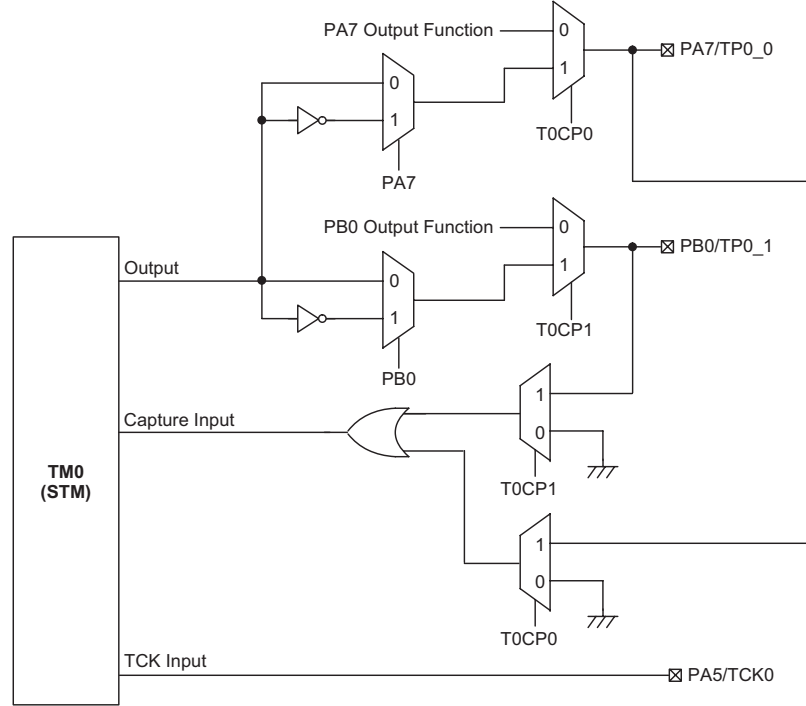 PA7 Output Function
0
1
PA7/TP0_0
T0CP0
0
1
PA7
PB0 Output Function
0
1
PB0/TP0_1
T0CP1
Output
0
1
PB0
Capture Input
1
0
T0CP1
TM0
(STM)
1
0
T0CP0
TCK Input
PA5/TCK0